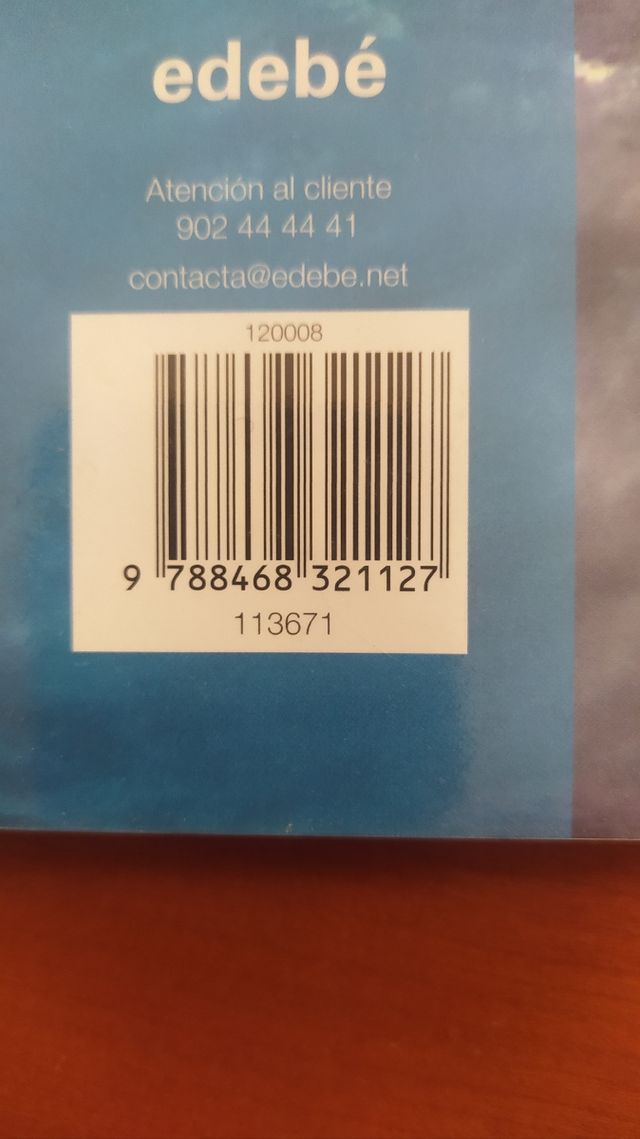 edebé
Atención al cliente
902 44 44 41
contacta@edebe.net
120008
9 788468 321127
113671